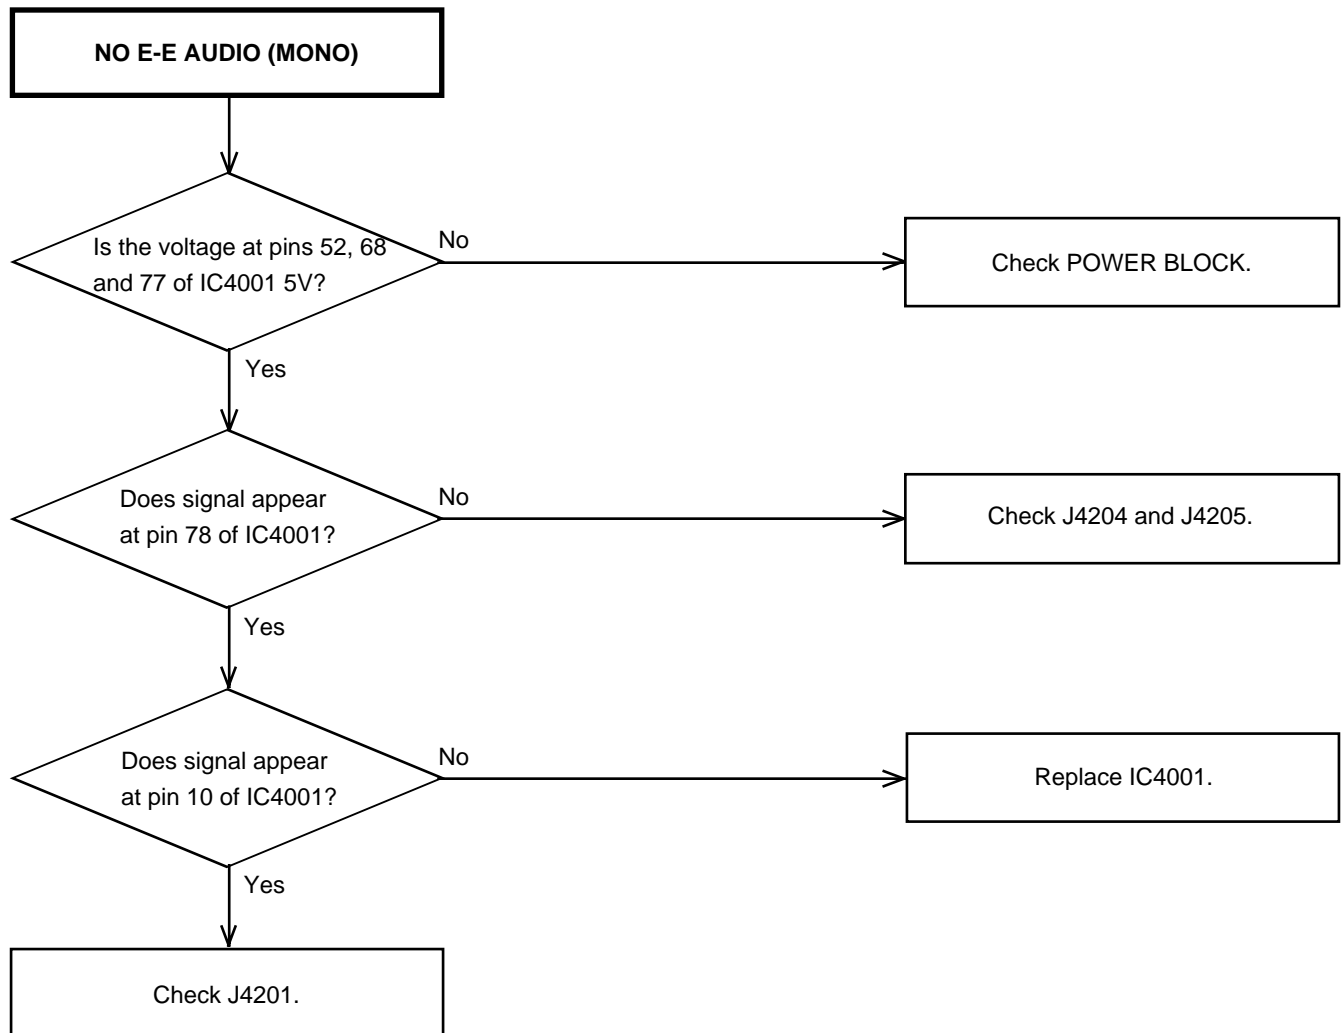 NO E-E AUDIO (MONO)
Is the voltage at pins 52, 68
and 77 of IC4001 5V?
No
Check POWER BLOCK.
Yes
Does signal appear
at pin 78 of IC4001?
No
Check J4204 and J4205.
Yes
Does signal appear
at pin 10 of IC4001?
No
Replace IC4001.
Yes
Check J4201.